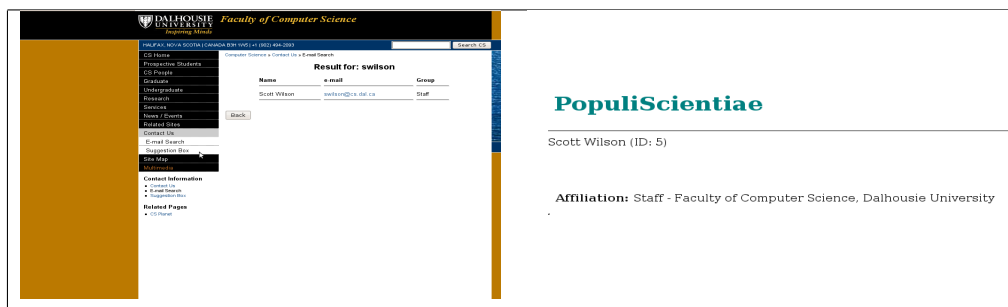 DALHOUSIE
UNIVERSITY
Inspiring Minds
Faculty of Computer Science
HALIFAX, NOVA SCOTIA | CANADA B3H 1W5 | +1 (902) 494-2093
Search CS
CS Home
Prospective Students
CS People
Graduate
Undergraduate
Research
Services
News / Events
Related Sites
Contact Us
E-mail Search
Suggestion Box
Site Map
Multimedia
Contact Information
Contact Us
E-mail Search
Suggestion Box
Related Pages
CS Planet
Computer Science » Contact Us » E-mail Search
Result for: swilson
Name e-mail Group
Scott Wilson swilson@cs.dal.ca Staff
Back
PopuliScientiae
Scott Wilson (ID: 5)
Affiliation: Staff - Faculty of Computer Science, Dalhousie University
.